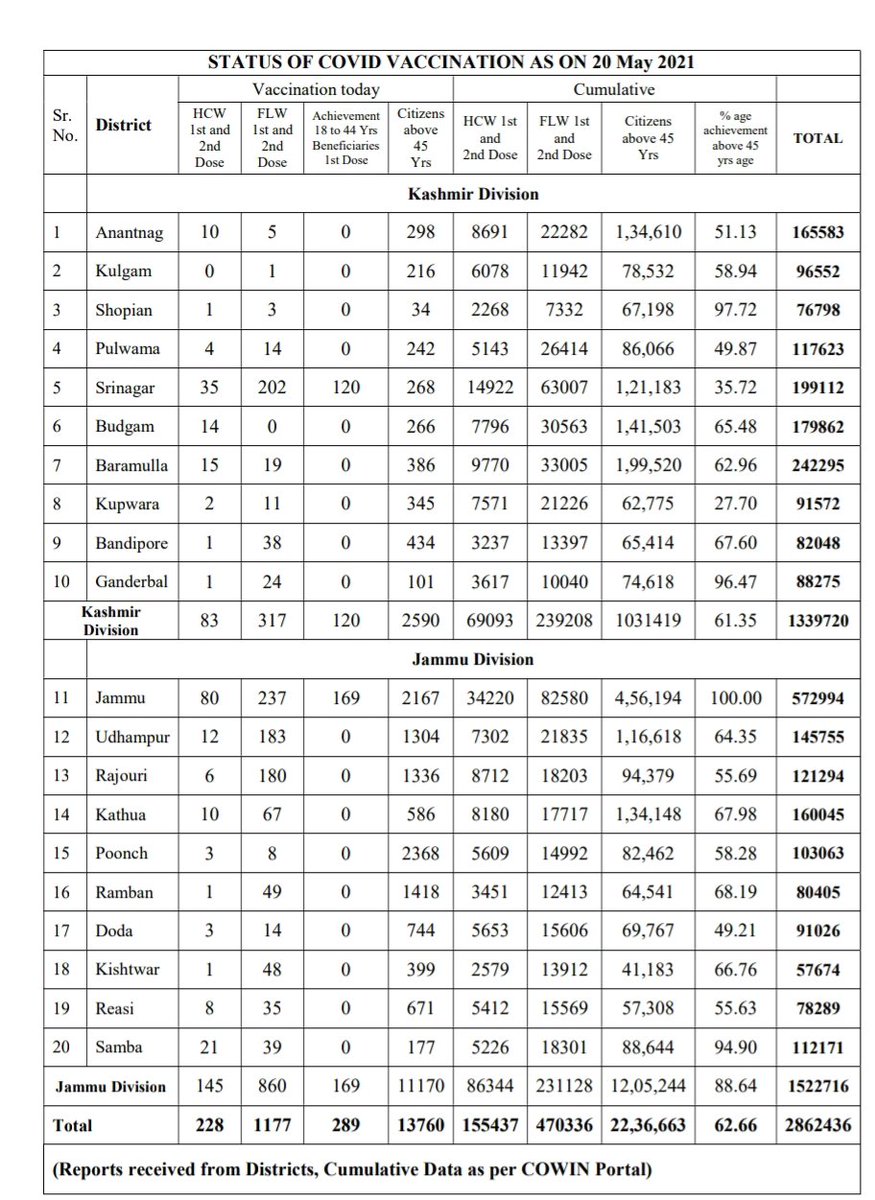 STATUS OF COVID VACCINATION AS ON 20 May 2021
Sr. No. District Vaccination today Cumulative
HCW 1st and 2nd Dose FLW 1st and 2nd Dose Achievement 18 to 44 Yrs Beneficiaries 1st Dose Citizens above 45 Yrs HCW 1st and 2nd Dose FLW 1st and 2nd Dose Citizens above 45 Yrs % age achievement above 45 yrs age TOTAL
Kashmir Division
1 Anantnag 10 5 0 298 8691 22282 1,34,610 51.13 165583
2 Kulgam 0 1 0 216 6078 11942 78,532 58.94 96552
3 Shopian 1 3 0 34 2268 7332 67,198 97.72 76798
4 Pulwama 4 14 0 242 5143 26414 86,066 49.87 117623
5 Srinagar 35 202 120 268 14922 63007 1,21,183 35.72 199112
6 Budgam 14 0 0 266 7796 30563 1,41,503 65.48 179862
7 Baramulla 15 19 0 386 9770 33005 1,99,520 62.96 242295
8 Kupwara 2 11 0 345 7571 21226 62,775 27.70 91572
9 Bandipore 1 38 0 434 3237 13397 65,414 67.60 82048
10 Ganderbal 1 24 0 101 3617 10040 74,618 96.47 88275
Kashmir Division 83 317 120 2590 69093 239208 1031419 61.35 1339720
Jammu Division
11 Jammu 80 237 169 2167 34220 82580 4,56,194 100.00 572994
12 Udhampur 12 183 0 1304 7302 21835 1,16,618 64.35 145755
13 Rajouri 6 180 0 1336 8712 18203 94,379 55.69 121294
14 Kathua 10 67 0 586 8180 17717 1,34,148 67.98 160045
15 Poonch 3 8 0 2368 5609 14992 82,462 58.28 103063
16 Ramban 1 49 0 1418 3451 12413 64,541 68.19 80405
17 Doda 3 14 0 744 5653 15606 69,767 49.21 91026
18 Kishtwar 1 48 0 399 2579 13912 41,183 66.76 57674
19 Reasi 8 35 0 671 5412 15569 57,308 55.63 78289
20 Samba 21 39 0 177 5226 18301 88,644 94.90 112171
Jammu Division 145 860 169 11170 86344 231128 12,05,244 88.64 1522716
Total 228 1177 289 13760 155437 470336 22,36,663 62.66 2862436
(Reports received from Districts, Cumulative Data as per COWIN Portal)